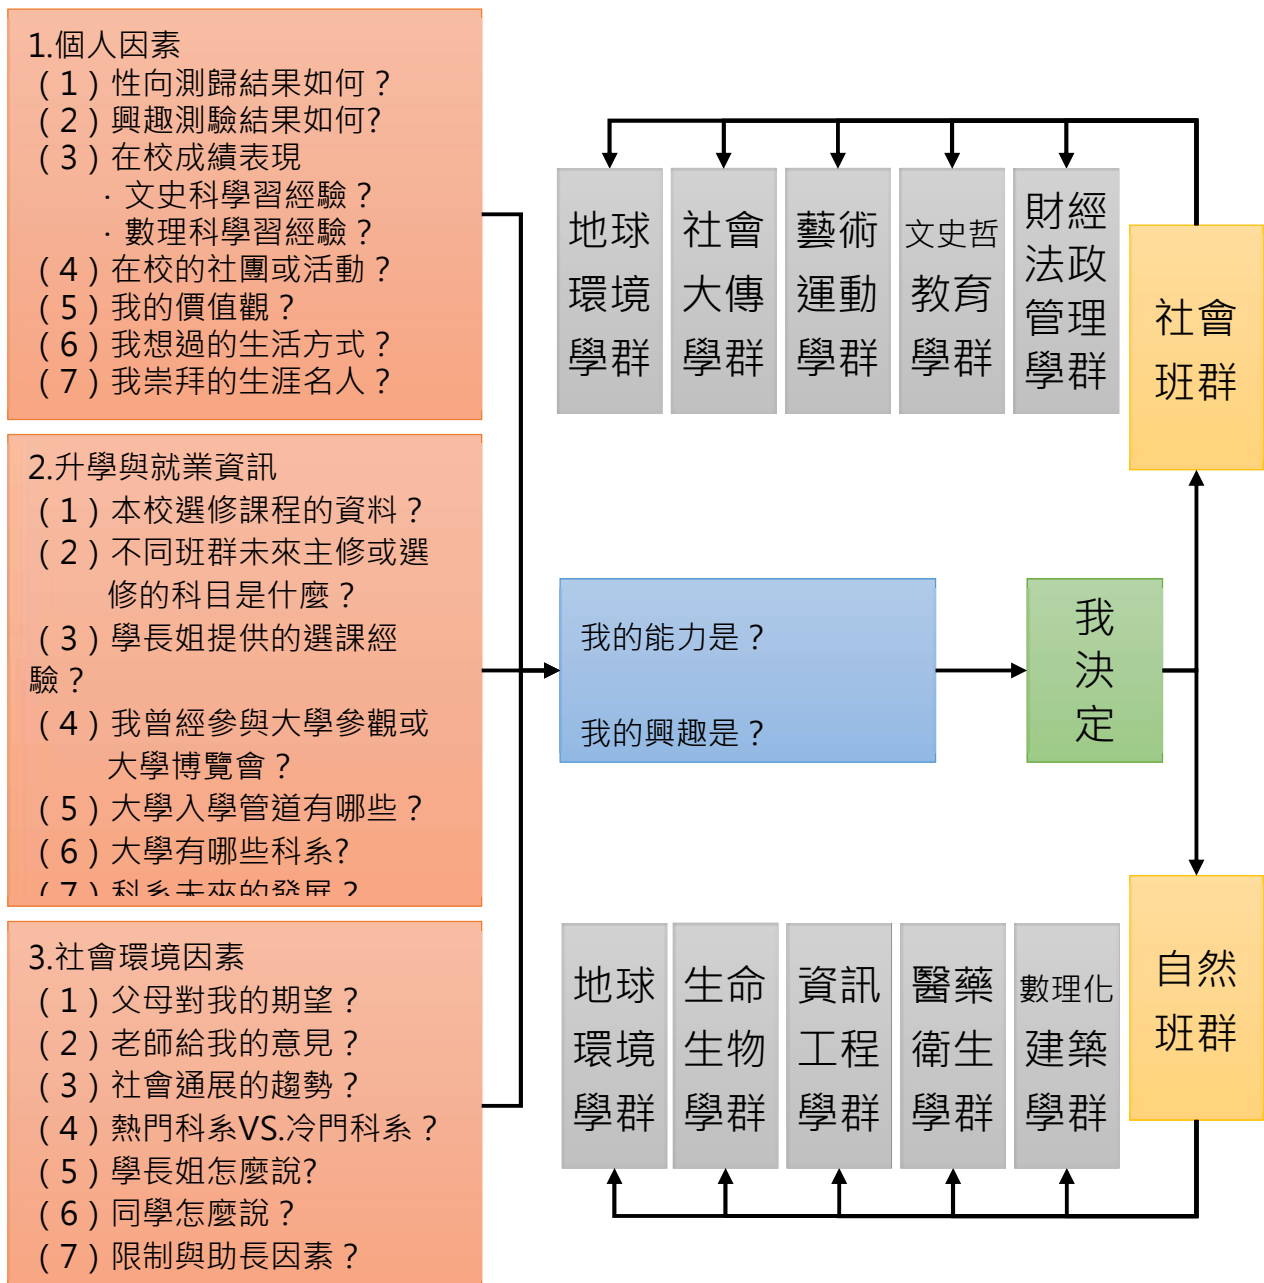 1.個人因素
（1）性向測歸結果如何？
（2）興趣測驗結果如何?
（3）在校成績表現
．文史科學習經驗？
．數理科學習經驗？
（4）在校的社團或活動？
（5）我的價值觀？
（6）我想過的生活方式？
（7）我崇拜的生涯名人？
2.升學與就業資訊
（1）本校選修課程的資料？
（2）不同班群未來主修或選
修的科目是什麼？
（3）學長姐提供的選課經
驗？
（4）我曾經參與大學參觀或
大學博覽會？
（5）大學入學管道有哪些？
（6）大學有哪些科系?
（7）科系未來的發展？
3.社會環境因素
（1）父母對我的期望？
（2）老師給我的意見？
（3）社會通展的趨勢？
（4）熱門科系VS.冷門科系？
（5）學長姐怎麼說?
（6）同學怎麼說？
（7）限制與助長因素？
我的能力是？
我的興趣是？
我
決
定
社會
班群
地球
環境
學群
社會
大傳
學群
藝術
運動
學群
文史哲
教育
學群
財經
法政
管理
學群
自然
班群
地球
環境
學群
生命
生物
學群
資訊
工程
學群
醫藥
衛生
學群
數理化
建築
學群